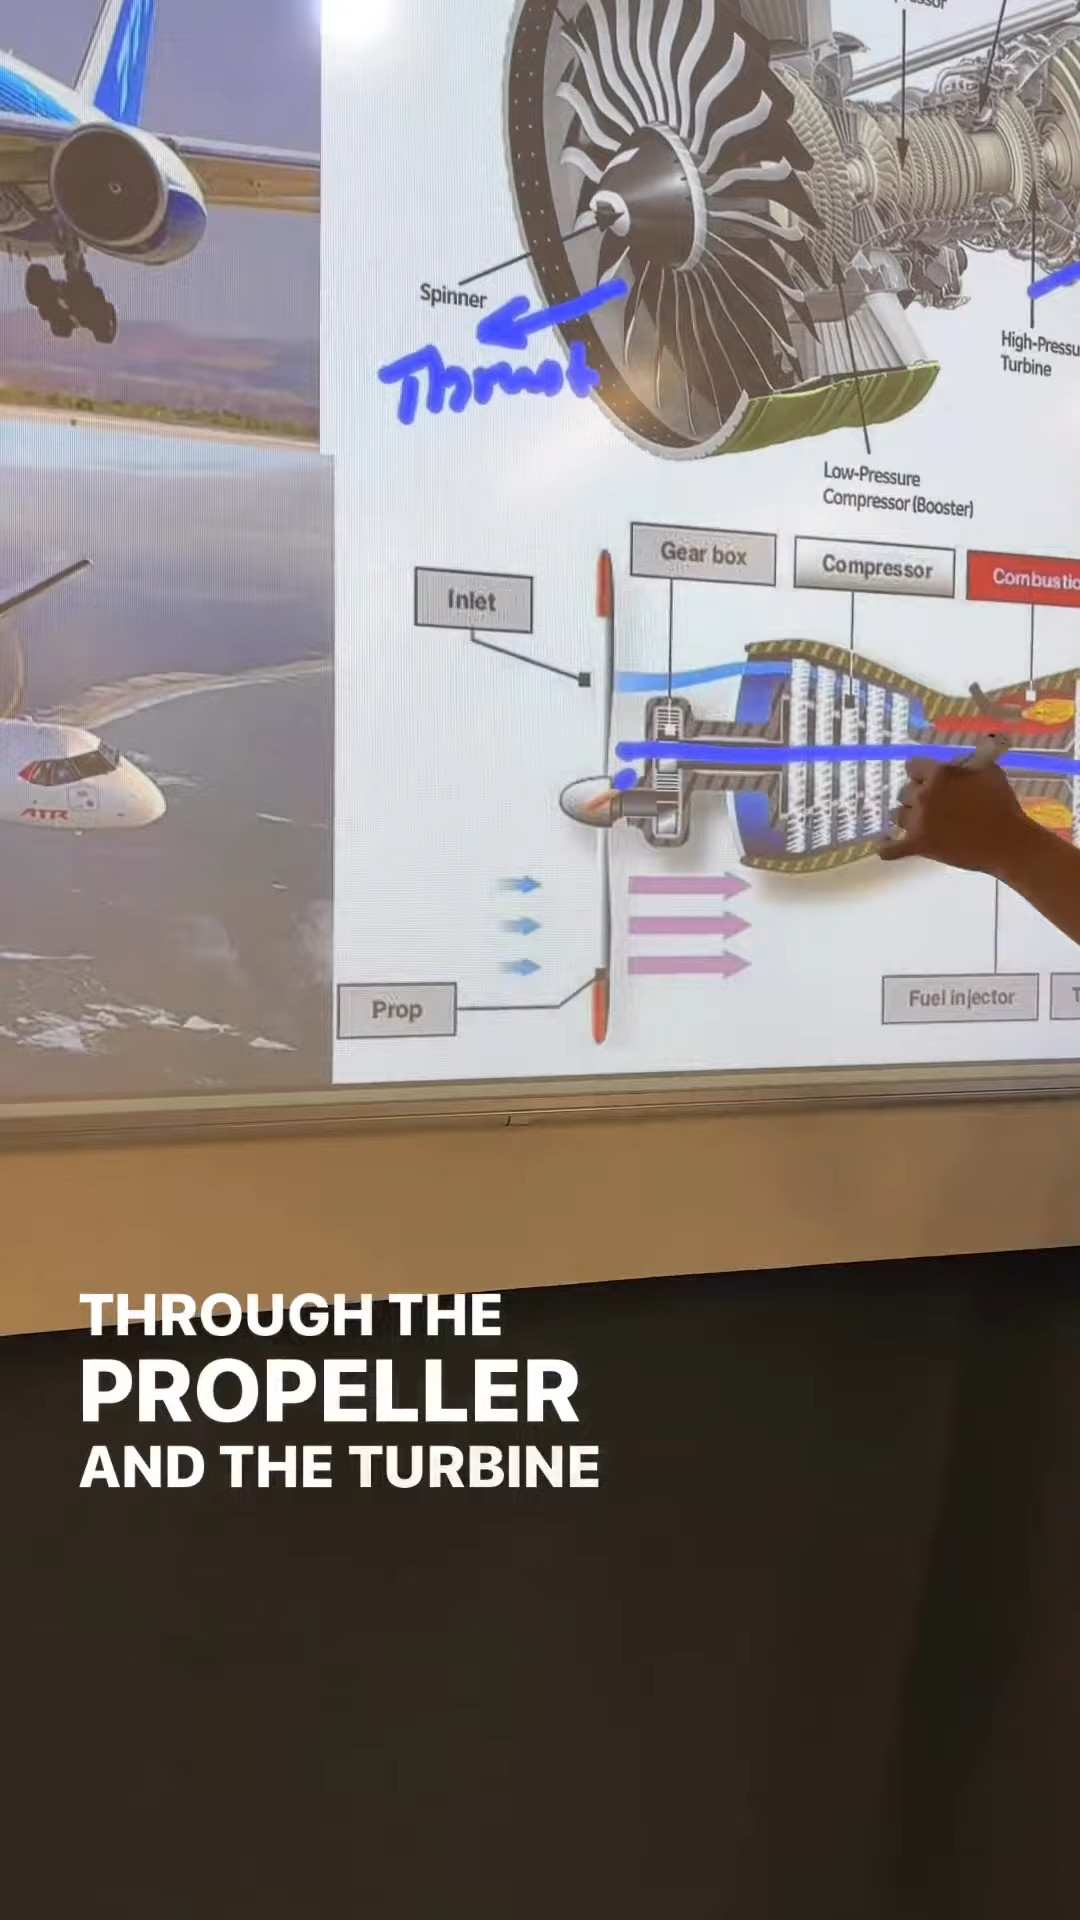 Spinner
Thrust
High-Pressu
Turbine
Low-Pressure
Compressor (Booster)
Gear box
Compressor
Combustio
Inlet
ATR
Prop
Fuel injector
T
THROUGH THE
PROPELLER
AND THE TURBINE